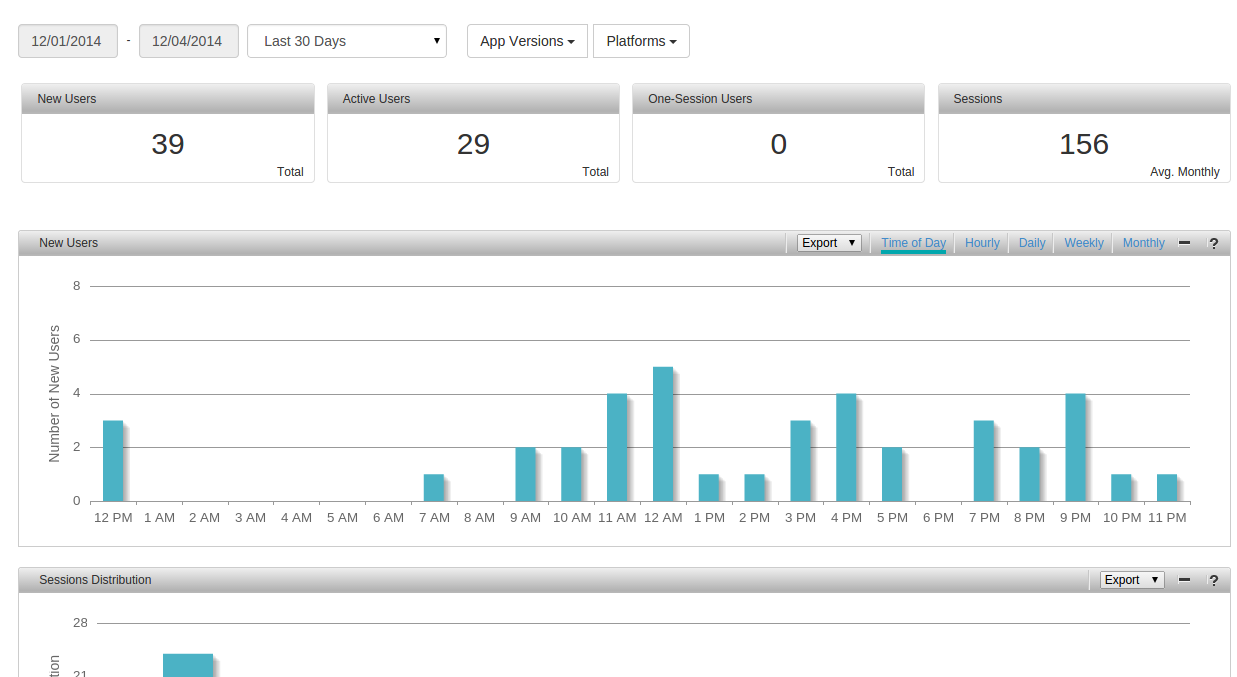 12/01/2014 - 12/04/2014 Last 30 Days App Versions Platforms
New Users Active Users One-Session Users Sessions
39 29 0 156
Total Total Total Avg. Monthly
New Users Export Time of Day Hourly Daily Weekly Monthly ?
Number of New Users
8
6
4
2
0
12 PM 1 AM 2 AM 3 AM 4 AM 5 AM 6 AM 7 AM 8 AM 9 AM 10 AM 11 AM 12 AM 1 PM 2 PM 3 PM 4 PM 5 PM 6 PM 7 PM 8 PM 9 PM 10 PM 11 PM
Sessions Distribution Export ?
28
21